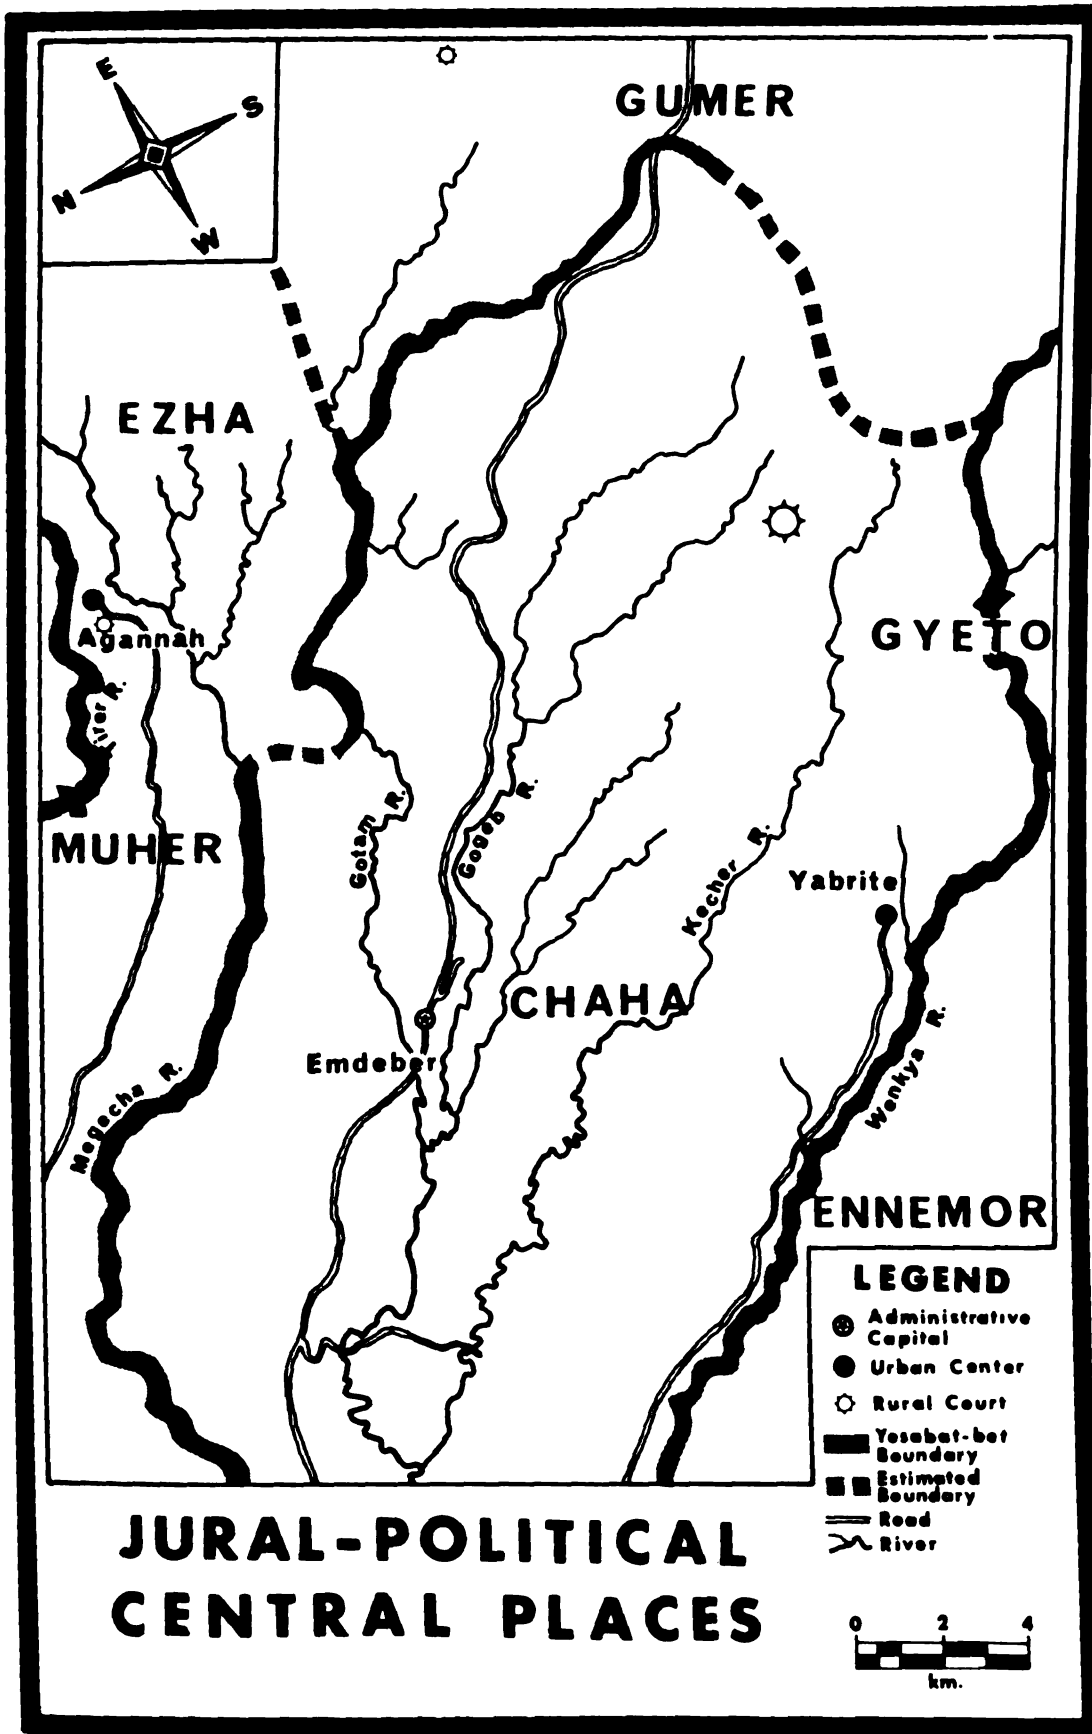 E
S
N
W
GUMER
EZHA
Agannah
R.
GYETO
MUHER
Gotam R.
Gogeb R.
Kecher R.
Yabrite
CHAHA
Emdeber
Megecha R.
Wenkya R.
ENNEMOR
LEGEND
Administrative
Capital
Urban Center
Rural Court
Yesabat-bet
Boundary
Estimated
Boundary
Road
River
JURAL-POLITICAL
CENTRAL PLACES
0 2 4
km.